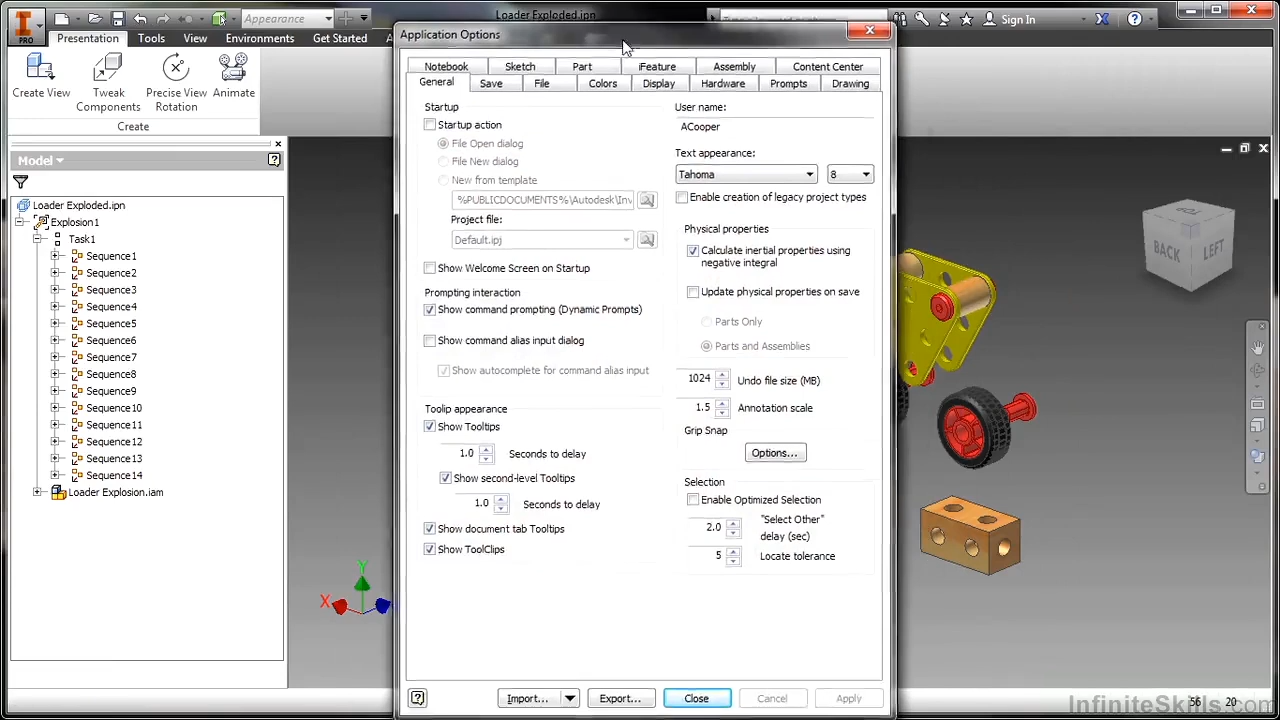 Appearance
Loader Exploded.ipn
Sign In
PRO
Presentation
Tools
View
Environments
Get Started
Create View
Tweak Components
Precise View Rotation
Animate
Create
Model
Loader Exploded.ipn
Explosion1
Task1
Sequence1
Sequence2
Sequence3
Sequence4
Sequence5
Sequence6
Sequence7
Sequence8
Sequence9
Sequence10
Sequence11
Sequence12
Sequence13
Sequence14
Loader Explosion.iam
Application Options
Notebook
Sketch
Part
iFeature
Assembly
Content Center
General
Save
File
Colors
Display
Hardware
Prompts
Drawing
Startup
Startup action
File Open dialog
File New dialog
New from template
%PUBLICDOCUMENTS%\Autodesk\Inv
Project file:
Default.ipj
Show Welcome Screen on Startup
Prompting interaction
Show command prompting (Dynamic Prompts)
Show command alias input dialog
Show autocomplete for command alias input
Toolip appearance
Show Tooltips
1.0 Seconds to delay
Show second-level Tooltips
1.0 Seconds to delay
Show document tab Tooltips
Show ToolClips
User name:
ACooper
Text appearance:
Tahoma
8
Enable creation of legacy project types
Physical properties
Calculate inertial properties using
negative integral
Update physical properties on save
Parts Only
Parts and Assemblies
1024 Undo file size (MB)
1.5 Annotation scale
Grip Snap
Options...
Selection
Enable Optimized Selection
2.0 "Select Other"
delay (sec)
5 Locate tolerance
Import...
Export...
Close
Cancel
Apply
BACK
LEFT
X
Y
56 20
InfiniteSkills.com